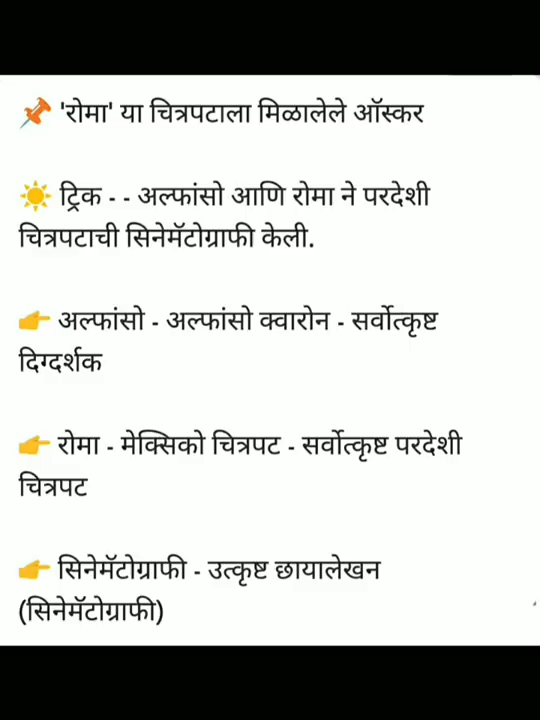 📌 'रोमा' या चित्रपटाला मिळालेले ऑस्कर
☀️ ट्रिक - - अल्फांसो आणि रोमा ने परदेशी
चित्रपटाची सिनेमॅटोग्राफी केली.
👉 अल्फांसो - अल्फांसो क्वारोन - सर्वोत्कृष्ट
दिग्दर्शक
👉 रोमा - मेक्सिको चित्रपट - सर्वोत्कृष्ट परदेशी
चित्रपट
👉 सिनेमॅटोग्राफी - उत्कृष्ट छायालेखन
(सिनेमॅटोग्राफी)